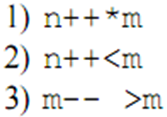 1) n++*m
2) n++<m
3) m-- >m